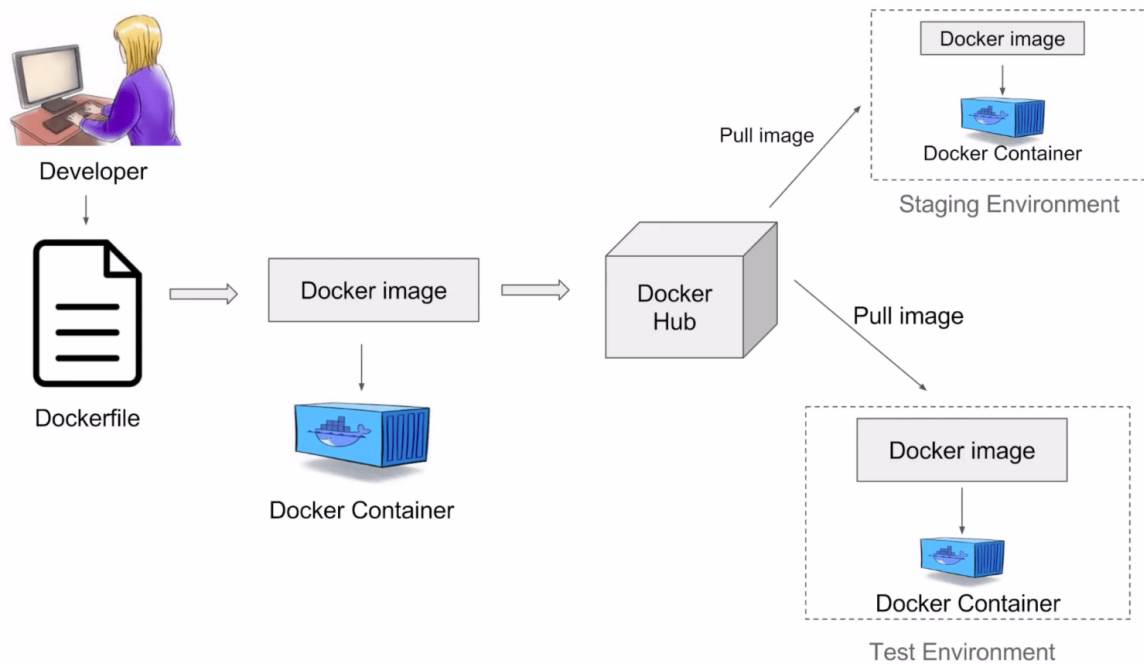 Developer
Dockerfile
Docker image
Docker Container
Docker
Hub
Pull image
Docker image
Docker Container
Staging Environment
Pull image
Docker image
Docker Container
Test Environment